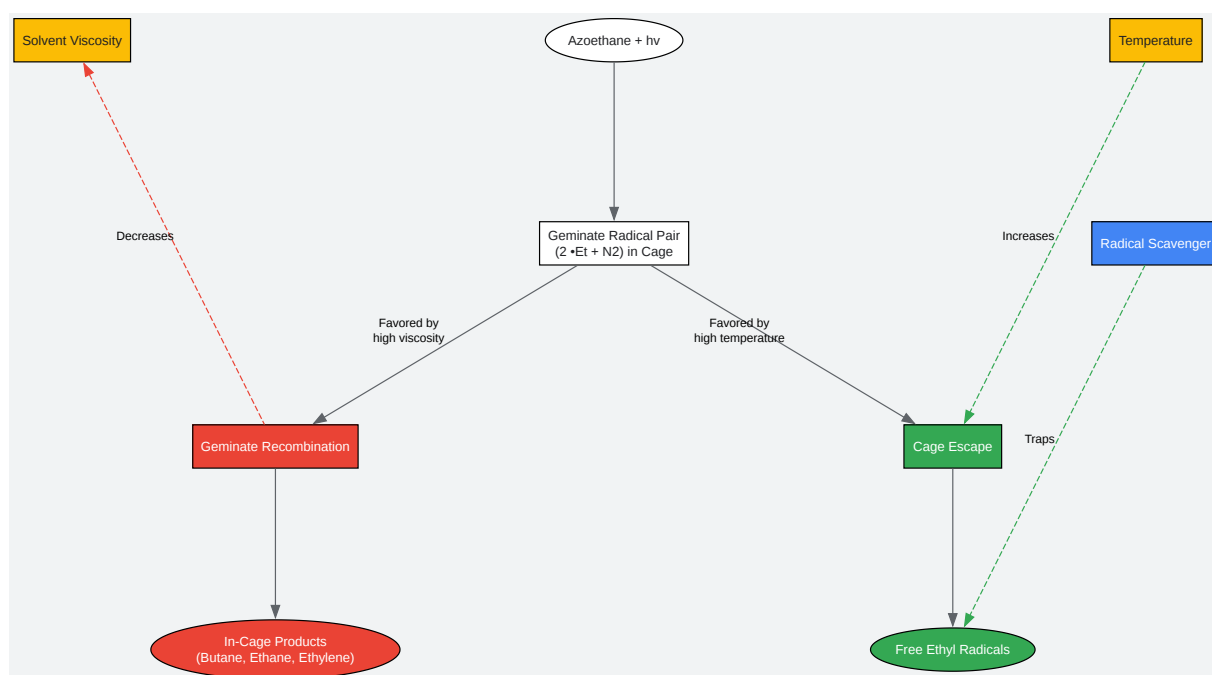 Solvent Viscosity
Azoethane + hv
Temperature
Decreases
Geminate Radical Pair
(2 •Et + N2) in Cage
Increases
Radical Scavenger
Favored by
high viscosity
Favored by
high temperature
Geminate Recombination
Cage Escape
Traps
In-Cage Products
(Butane, Ethane, Ethylene)
Free Ethyl Radicals